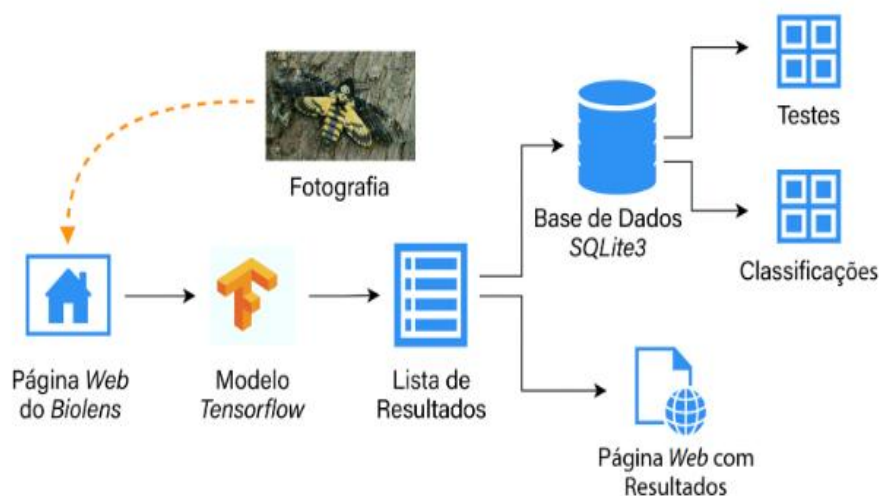 Fotografia
Testes
Base de Dados
SQLite3
Classificações
Página Web
do Biolens
Modelo
Tensorflow
Lista de
Resultados
Página Web com
Resultados